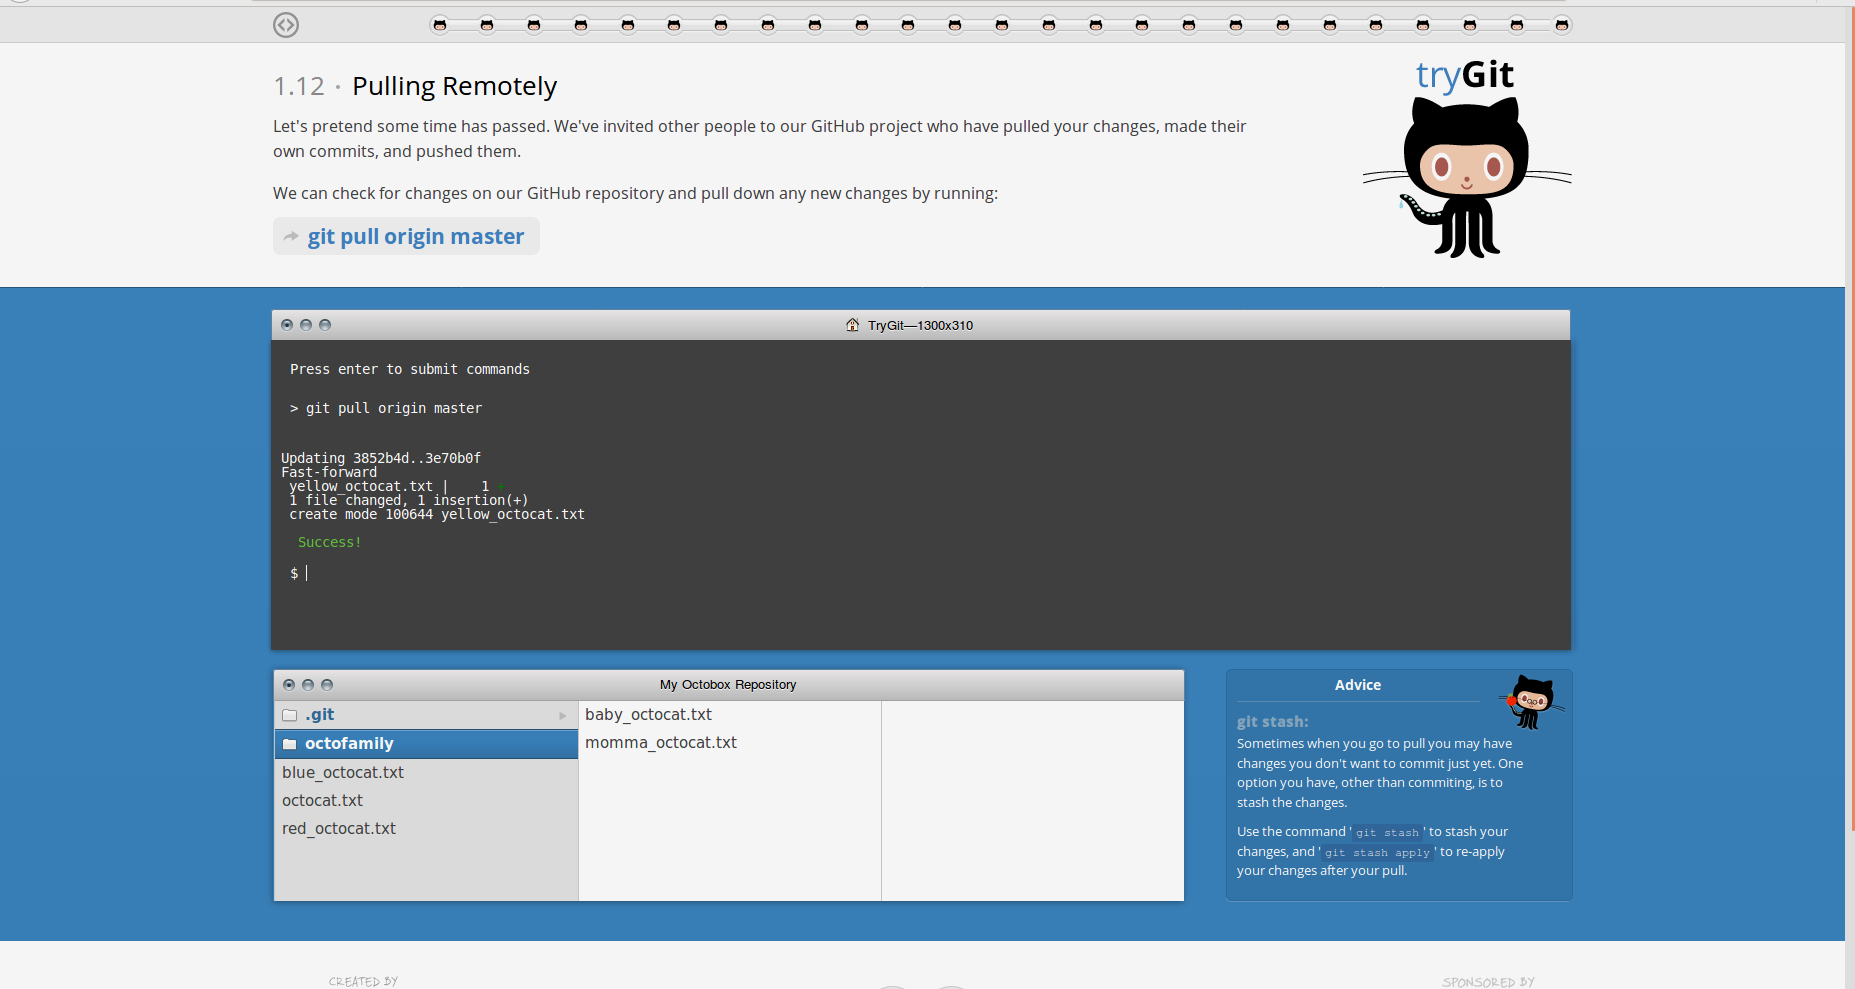 1.12 · Pulling Remotely
tryGit
Let's pretend some time has passed. We've invited other people to our GitHub project who have pulled your changes, made their
own commits, and pushed them.
We can check for changes on our GitHub repository and pull down any new changes by running:
git pull origin master
TryGit—1300x310
Press enter to submit commands
> git pull origin master
Updating 3852b4d..3e70b0f
Fast-forward
yellow_octocat.txt |    1 +
1 file changed, 1 insertion(+)
create mode 100644 yellow_octocat.txt
Success!
$
My Octobox Repository
.git
octofamily
blue_octocat.txt
octocat.txt
red_octocat.txt
baby_octocat.txt
momma_octocat.txt
Advice
git stash:
Sometimes when you go to pull you may have
changes you don't want to commit just yet. One
option you have, other than commiting, is to
stash the changes.
Use the command 'git stash' to stash your
changes, and 'git stash apply' to re-apply
your changes after your pull.
CREATED BY
SPONSORED BY